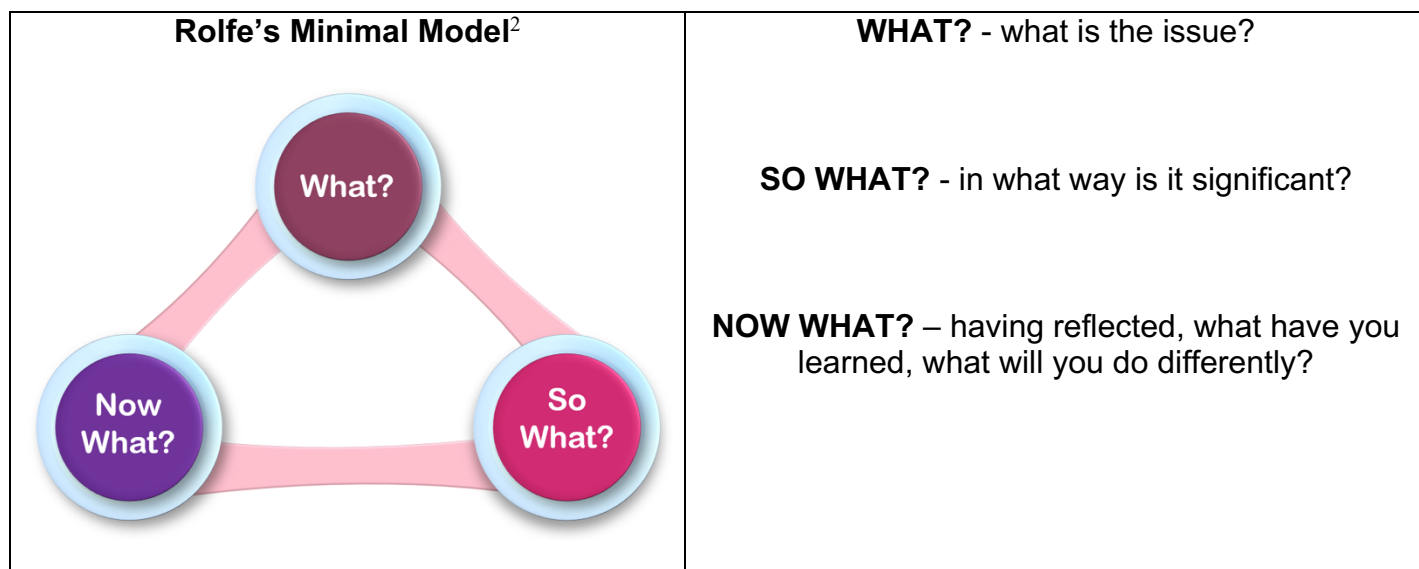 Rolfe's Minimal Model2
What?
Now
What?
So
What?
WHAT? - what is the issue?
SO WHAT? - in what way is it significant?
NOW WHAT? – having reflected, what have you
learned, what will you do differently?